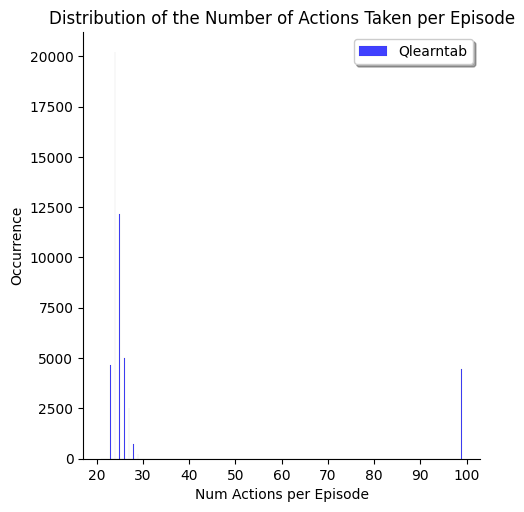 Distribution of the Number of Actions Taken per Episode
Qlearntab
20000
17500
15000
12500
10000
7500
5000
2500
0
Occurrence
20 30 40 50 60 70 80 90 100
Num Actions per Episode